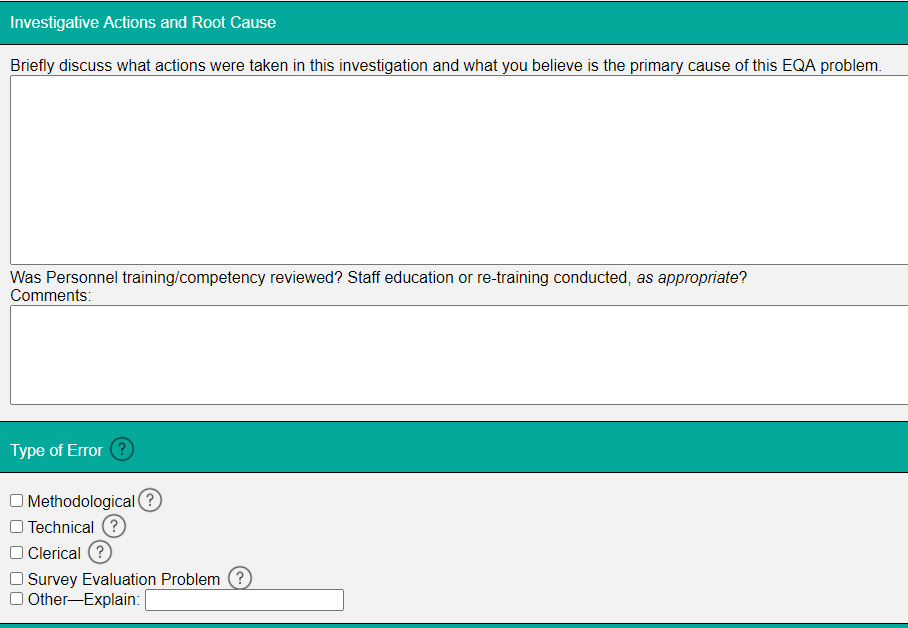 Investigative Actions and Root Cause
Briefly discuss what actions were taken in this investigation and what you believe is the primary cause of this EQA problem.
Was Personnel training/competency reviewed? Staff education or re-training conducted, as appropriate?
Comments:
Type of Error ?
Methodological ?
Technical ?
Clerical ?
Survey Evaluation Problem ?
Other—Explain: